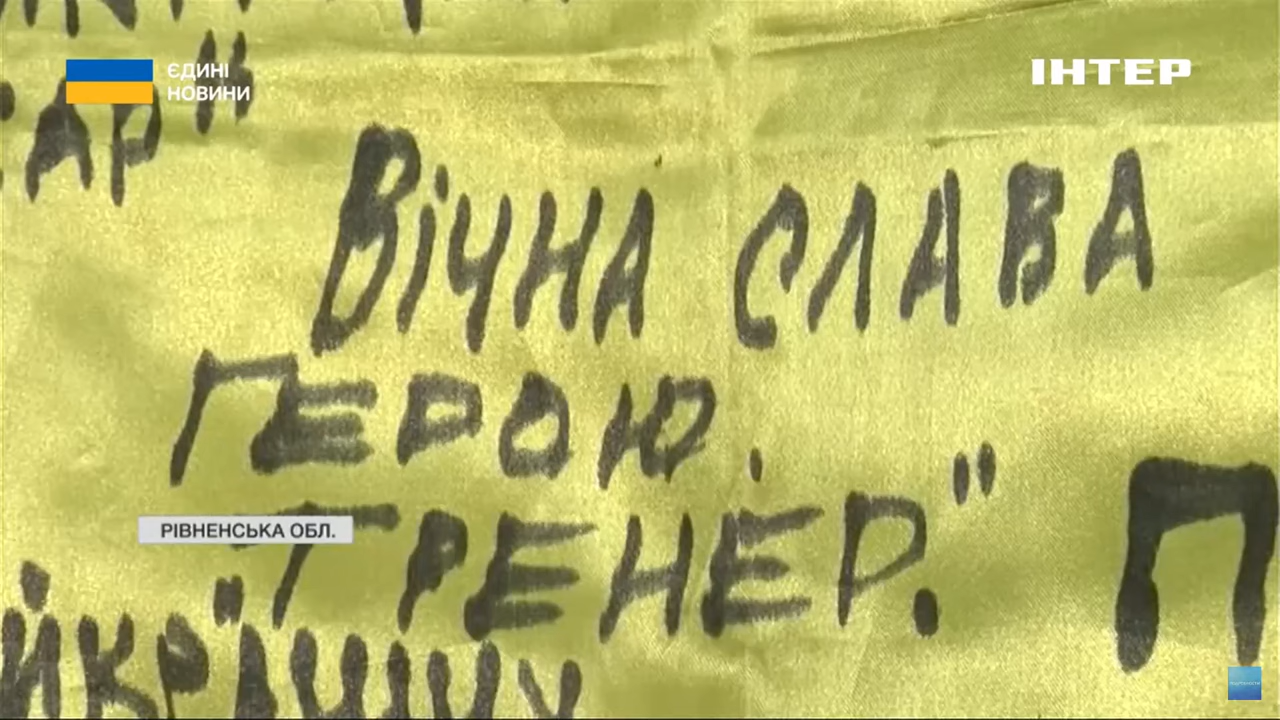 ЄДИНІ
НОВИНИ
ІНТЕР
ВІЧНА СЛАВА
ГЕРОЮ.
"ТРЕНЕР."
РІВНЕНСЬКА ОБЛ.